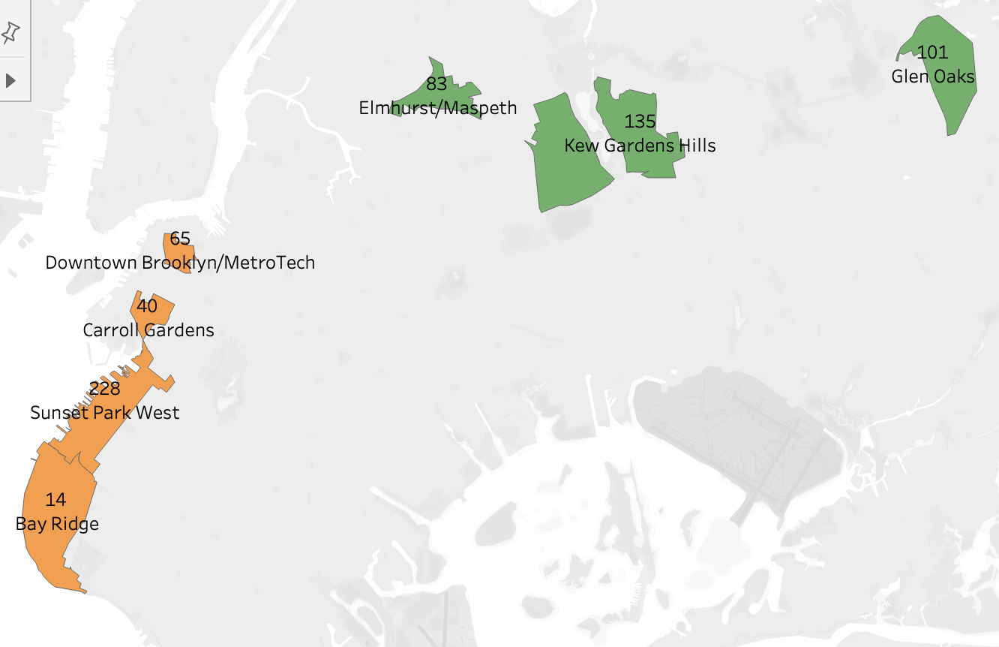 101
Glen Oaks
83
Elmhurst/Maspeth
135
Kew Gardens Hills
65
Downtown Brooklyn/MetroTech
40
Carroll Gardens
228
Sunset Park West
14
Bay Ridge